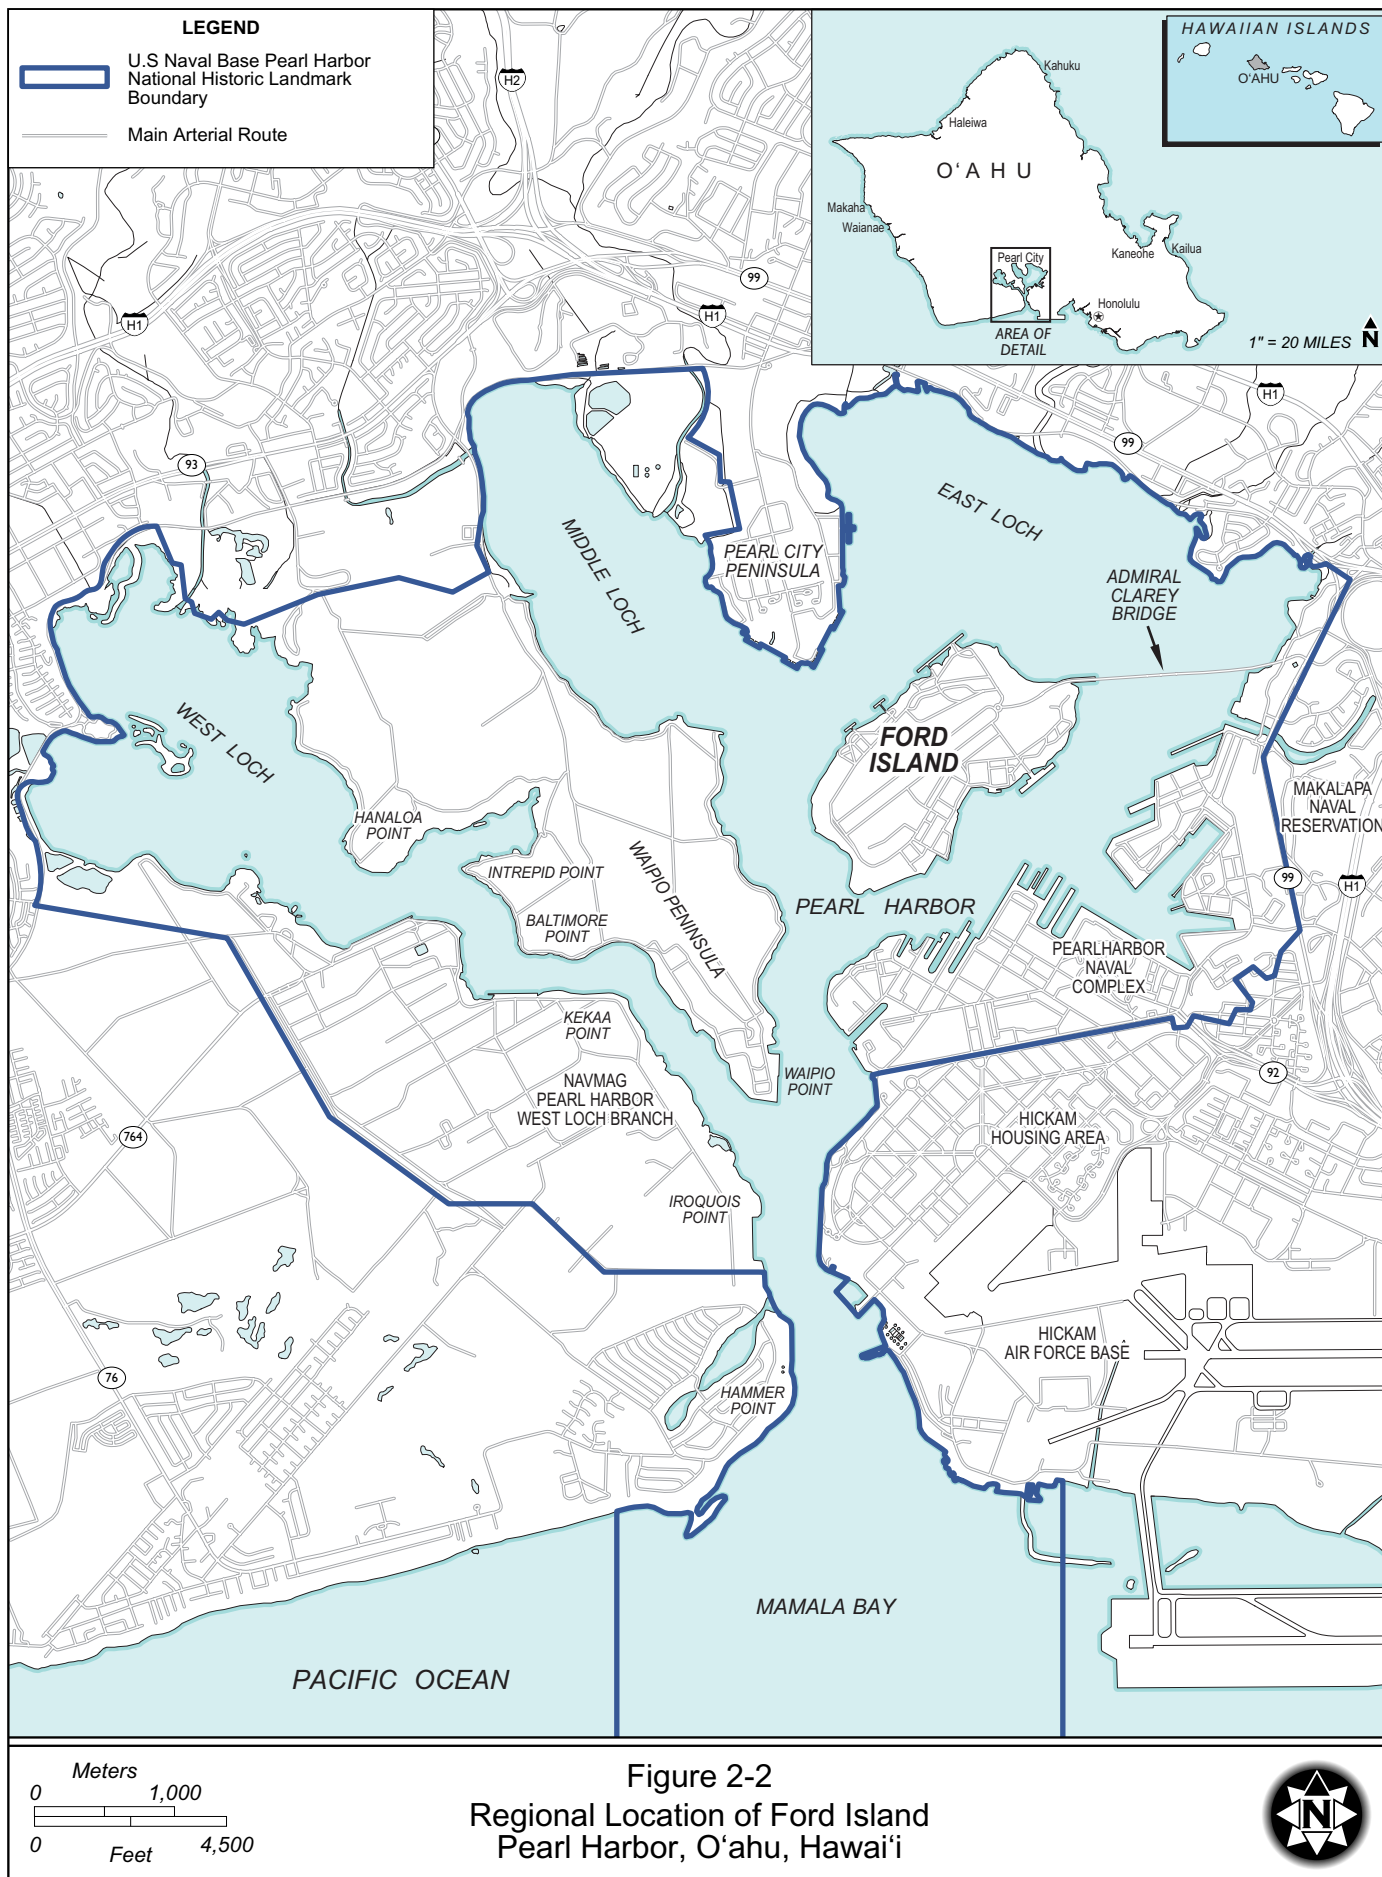 LEGEND
U.S Naval Base Pearl Harbor
National Historic Landmark
Boundary
Main Arterial Route
HAWAIIAN ISLANDS
O‘AHU
Kahuku
Haleiwa
O‘AHU
Makaha
Waianae
Kaneohe
Kailua
Pearl City
Honolulu
AREA OF
DETAIL
1" = 20 MILES
N
H2
99
H1
H1
H1
99
93
EAST LOCH
MIDDLE LOCH
PEARL CITY
PENINSULA
ADMIRAL
CLAREY
BRIDGE
WEST LOCH
FORD
ISLAND
MAKALAPA
NAVAL
RESERVATION
HANALOA
POINT
INTREPID POINT
WAIPIO PENINSULA
99
H1
PEARL HARBOR
BALTIMORE
POINT
PEARLHARBOR
NAVAL
COMPLEX
KEKAA
POINT
WAIPIO
POINT
92
NAVMAG
PEARL HARBOR
WEST LOCH BRANCH
HICKAM
HOUSING AREA
764
IROQUOIS
POINT
HICKAM
AIR FORCE BASÊ
76
HAMMER
POINT
MAMALA BAY
PACIFIC OCEAN
Meters
0 1,000
0 4,500
Feet
Figure 2-2
Regional Location of Ford Island
Pearl Harbor, O‘ahu, Hawai‘i
N